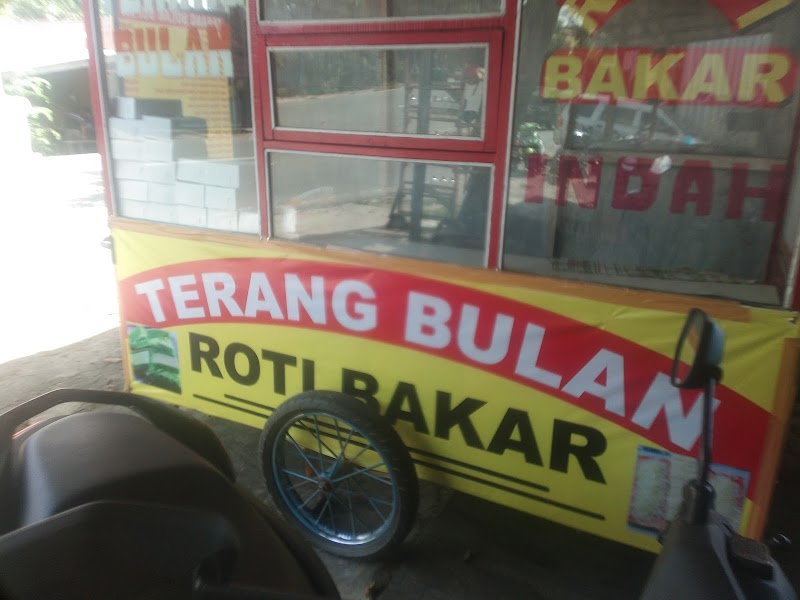 BULAN
BAKAR
INDAH
TERANG BULAN
ROTI BAKAR